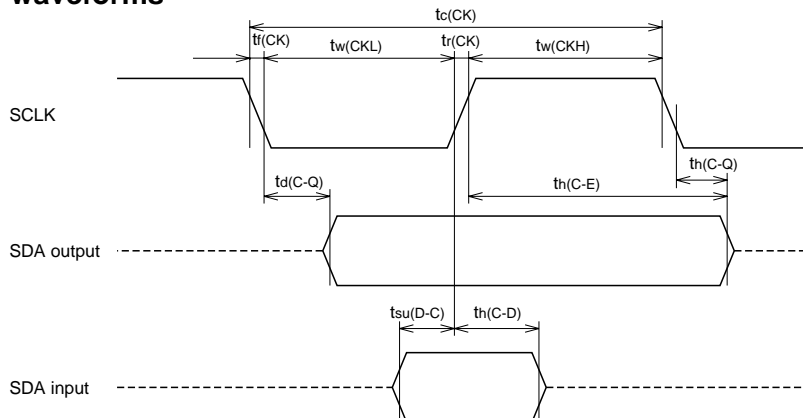 waveforms
tc(CK)
tf(CK) tw(CKL) tr(CK) tw(CKH)
SCLK
td(C-Q) th(C-E) th(C-Q)
SDA output
tsu(D-C) th(C-D)
SDA input